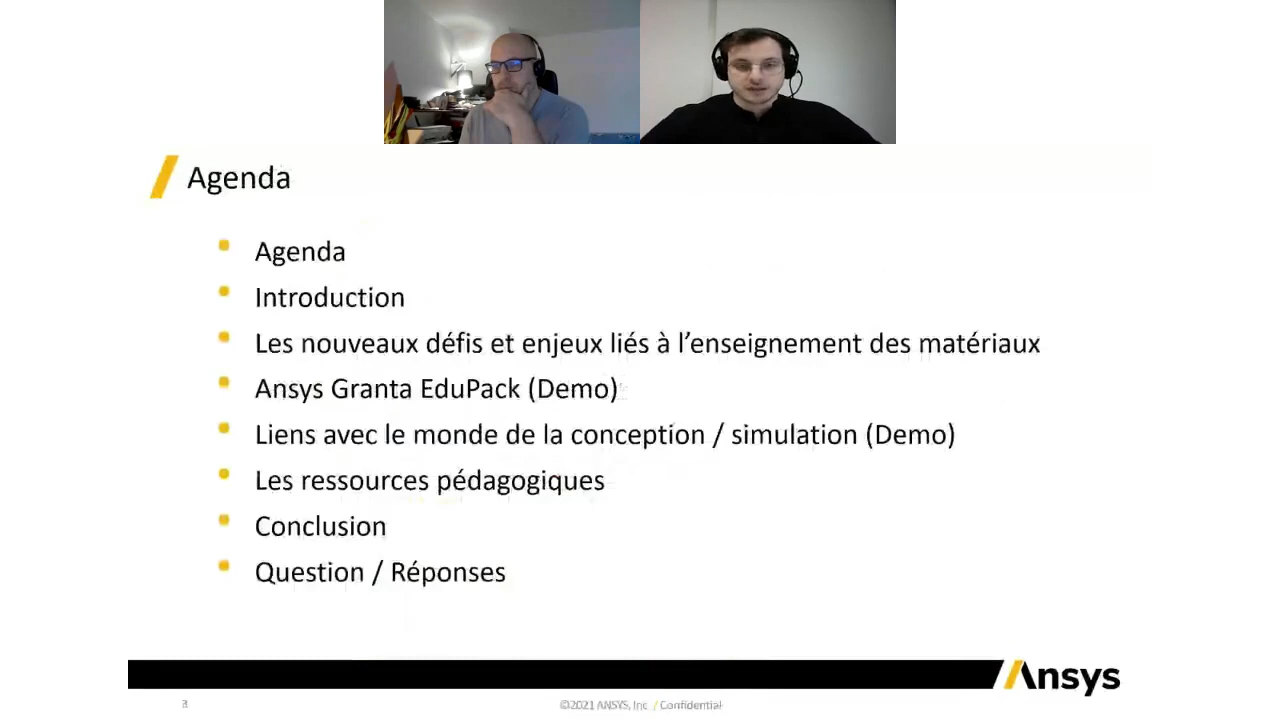 Agenda
Agenda
Introduction
Les nouveaux défis et enjeux liés à l’enseignement des matériaux
Ansys Granta EduPack (Demo)
Liens avec le monde de la conception / simulation (Demo)
Les ressources pédagogiques
Conclusion
Question / Réponses
Ansys
3
©2021 ANSYS, Inc. / Confidential